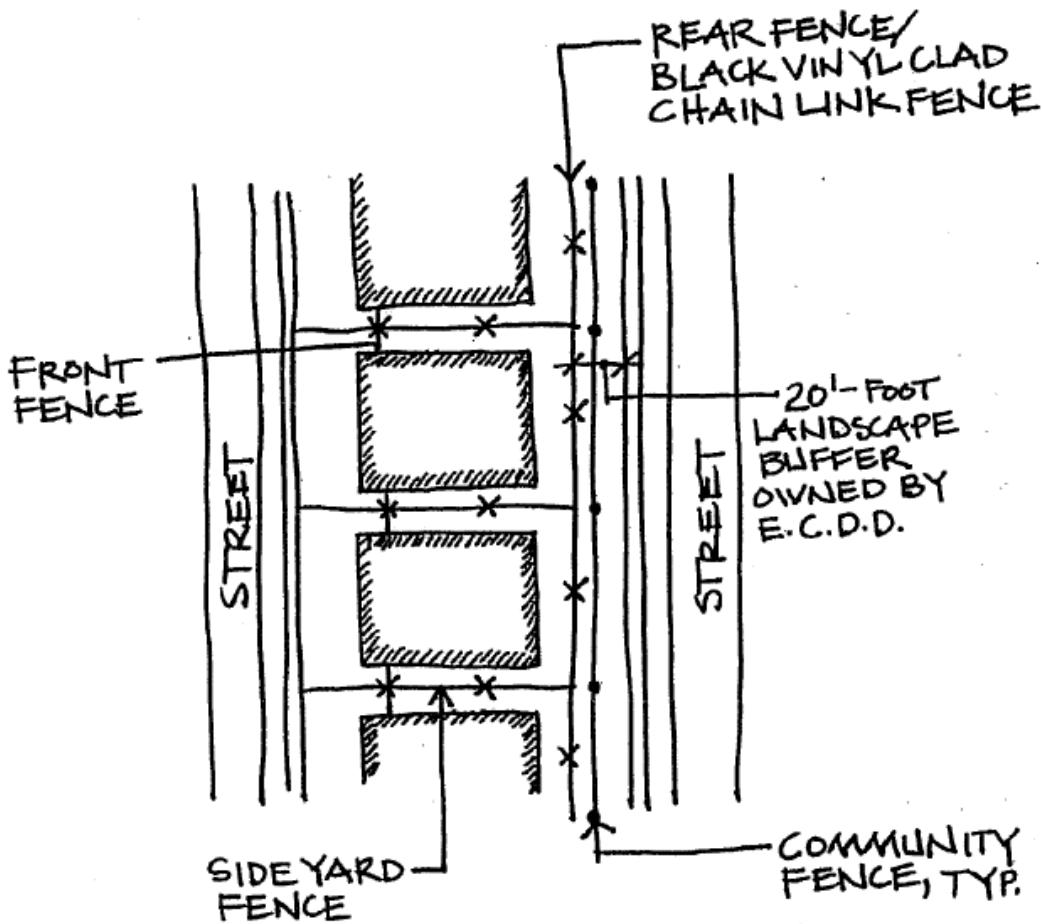 REAR FENCE/
BLACK VINYL CLAD
CHAIN LINK FENCE
FRONT
FENCE
20'-FOOT
LANDSCAPE
BUFFER
OWNED BY
E.C.D.D.
STREET
STREET
SIDE YARD
FENCE
COMMUNITY
FENCE, TYP.